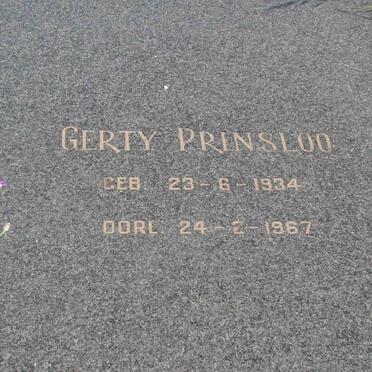 GERTY PRINSLOO
GEB. 23-6-1934
OORL. 24-2-1967